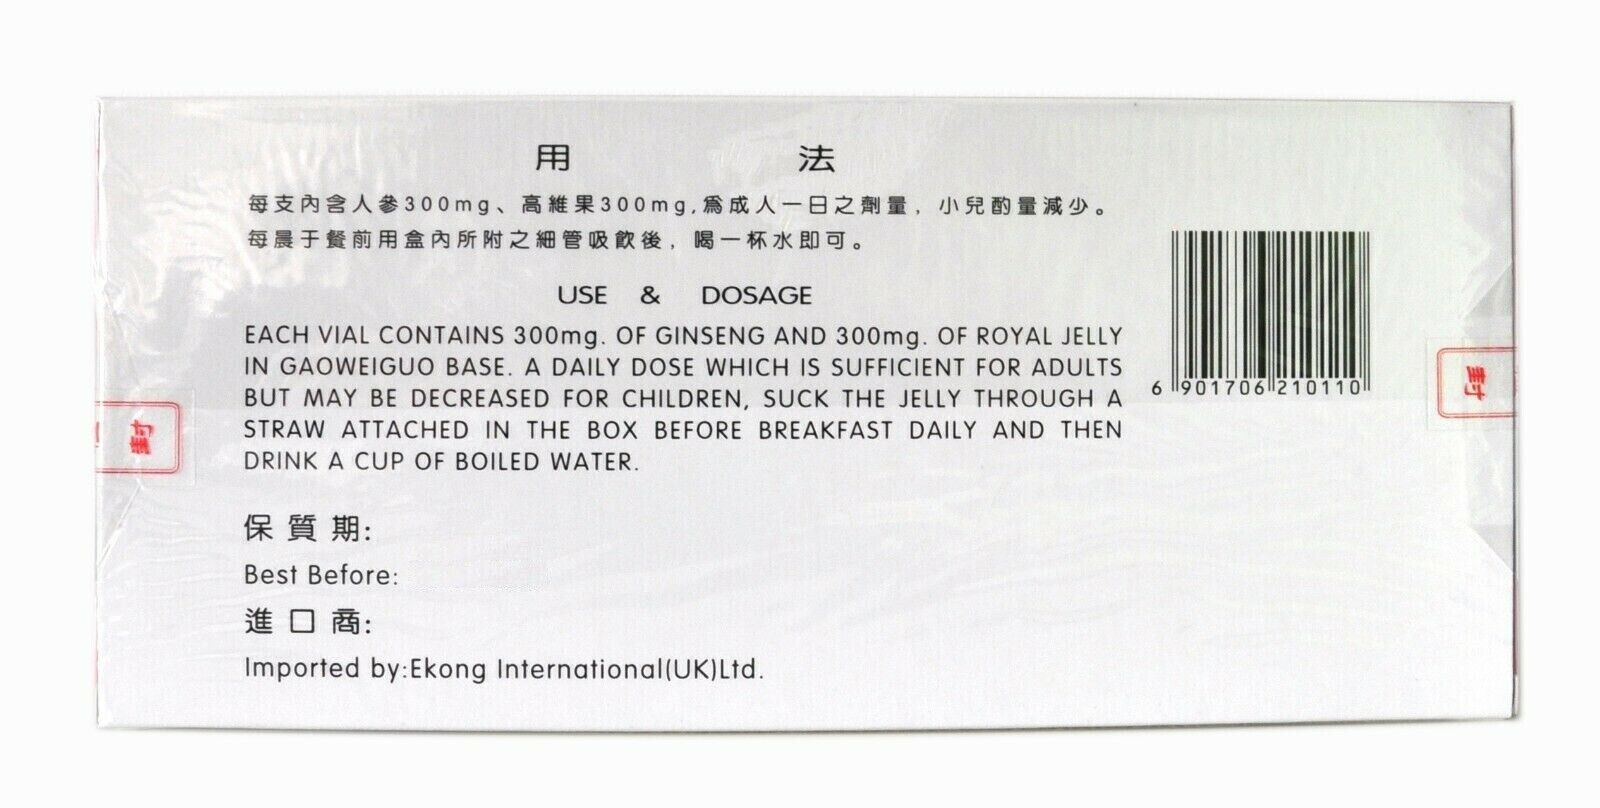 用 法
每支內含人參300mg、高維果300mg,為成人一日之劑量，小兒酌量減少。
每晨于餐前用盒內所附之細管吸飲後，喝一杯水即可。
USE & DOSAGE
EACH VIAL CONTAINS 300mg. OF GINSENG AND 300mg. OF ROYAL JELLY
IN GAOWEIGUO BASE. A DAILY DOSE WHICH IS SUFFICIENT FOR ADULTS
BUT MAY BE DECREASED FOR CHILDREN, SUCK THE JELLY THROUGH A
STRAW ATTACHED IN THE BOX BEFORE BREAKFAST DAILY AND THEN
DRINK A CUP OF BOILED WATER.
6 901706 210110
封
封
保 質 期:
Best Before:
進 口 商:
Imported by:Ekong International(UK)Ltd.